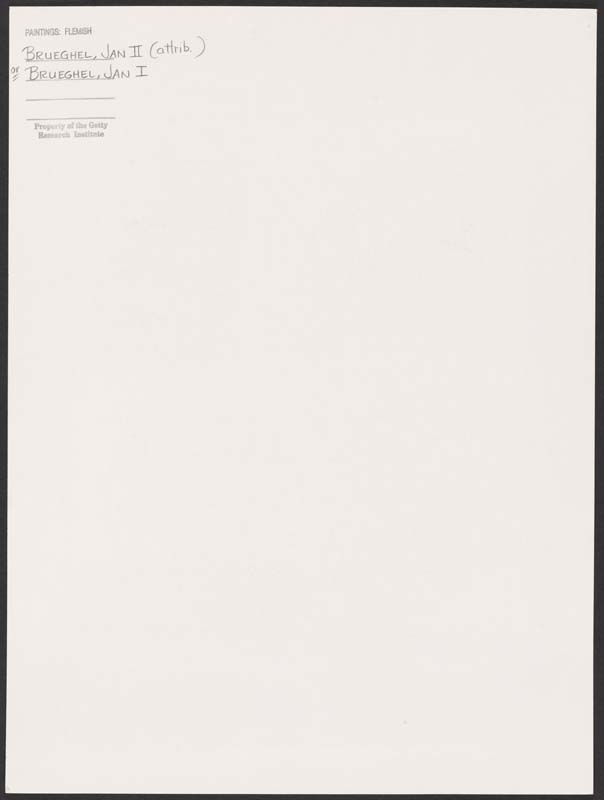 PAINTINGS: FLEMISH
BRUEGHEL, JAN II (attrib.)
or BRUEGHEL, JAN I
Property of the Getty
Research Institute